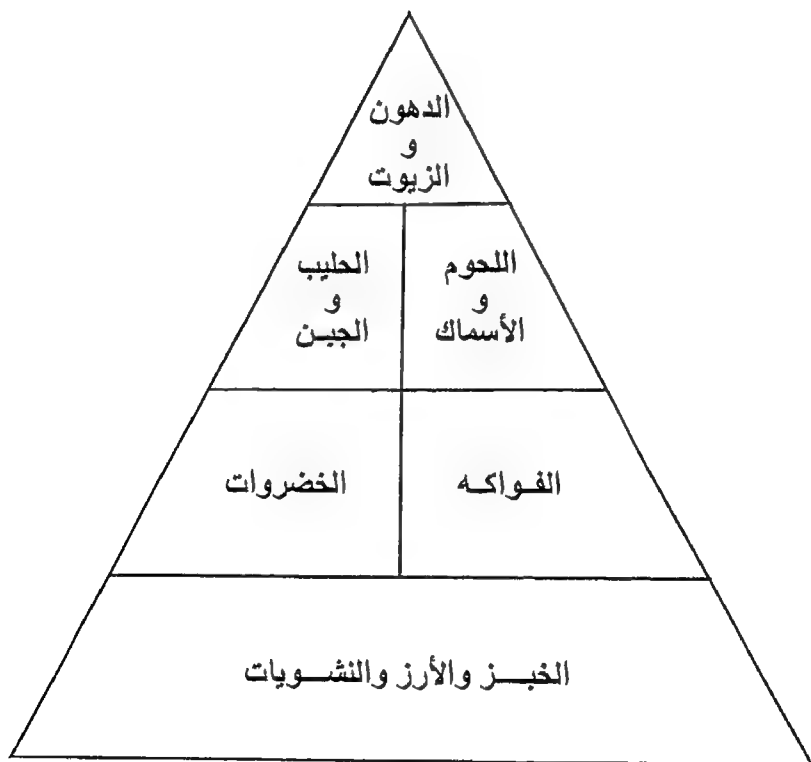 الدهون
و
الزيوت
اللحوم
و
الأسماك
الحليب
و
الجبن
الفواكه
الخضروات
الخبز والأرز والنشويات